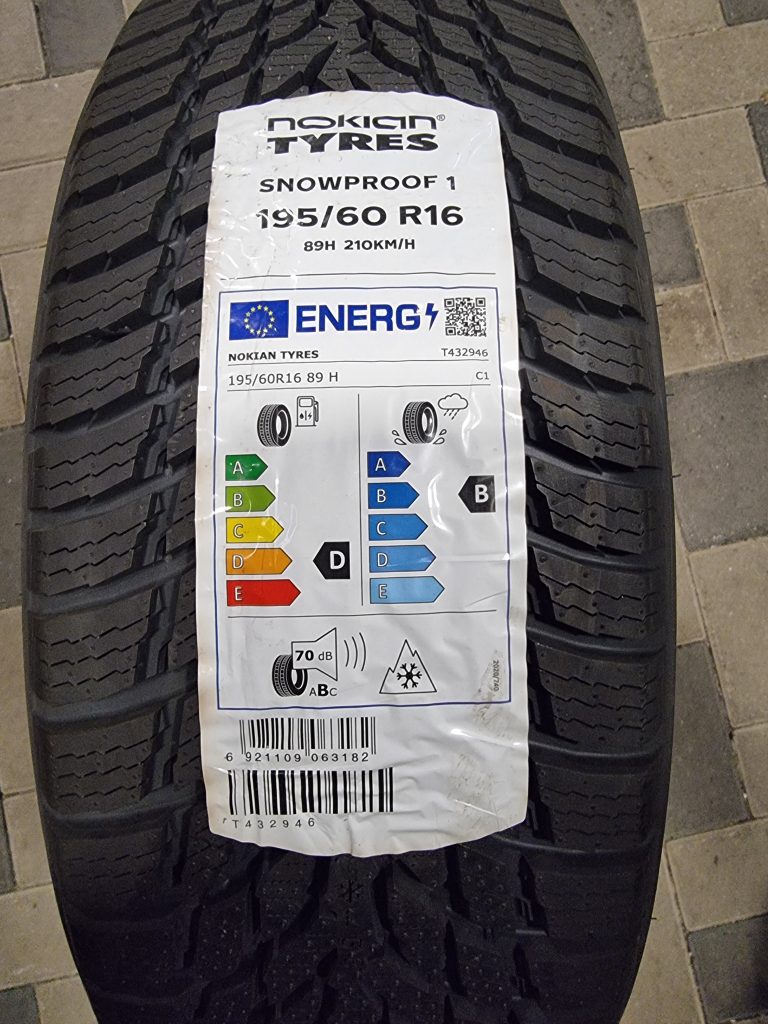 nokian®
TYRES
SNOWPROOF 1
195/60 R16
89H 210KM/H
ENERG
NOKIAN TYRES T432946
195/60R16 89 H C1
A A
B B B
C C
D D D
E E
70 dB
ABC
2020/740
6 921109 063182
T432946